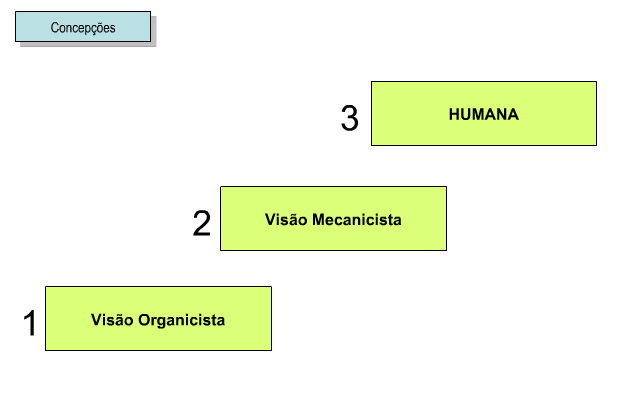 Concepções
3
HUMANA
2
Visão Mecanicista
1
Visão Organicista